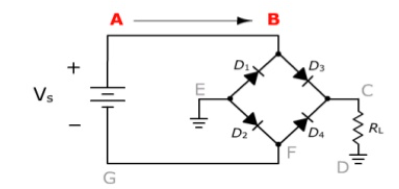 A B
+
Vs
−
D1 D3
E C
D2 D4 RL
F D
G